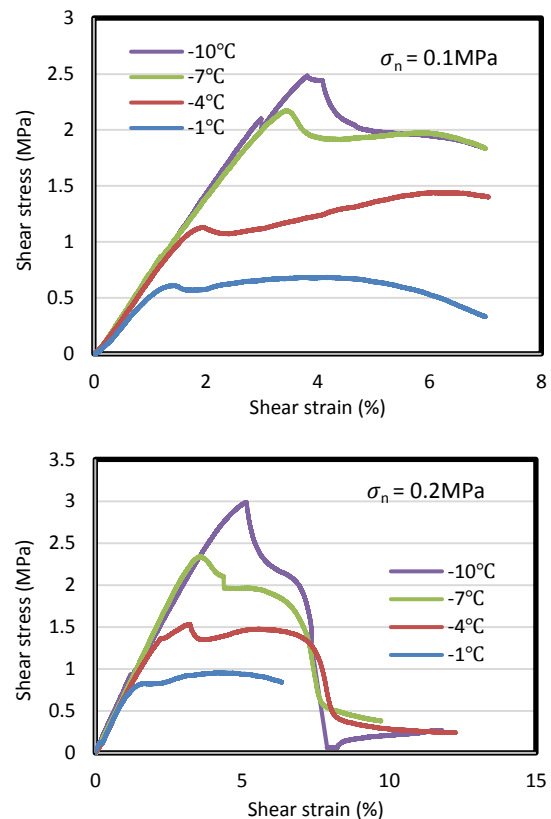 3
-10℃
σn = 0.1MPa
2.5
-7℃
-4℃
2
-1℃
1.5
1
0.5
0
0 2 4 6 8
Shear stress (MPa)
Shear strain (%)
3.5
σn = 0.2MPa
3
2.5
-10℃
2
-7℃
-4℃
1.5
-1℃
1
0.5
0
0 5 10 15
Shear stress (MPa)
Shear strain (%)